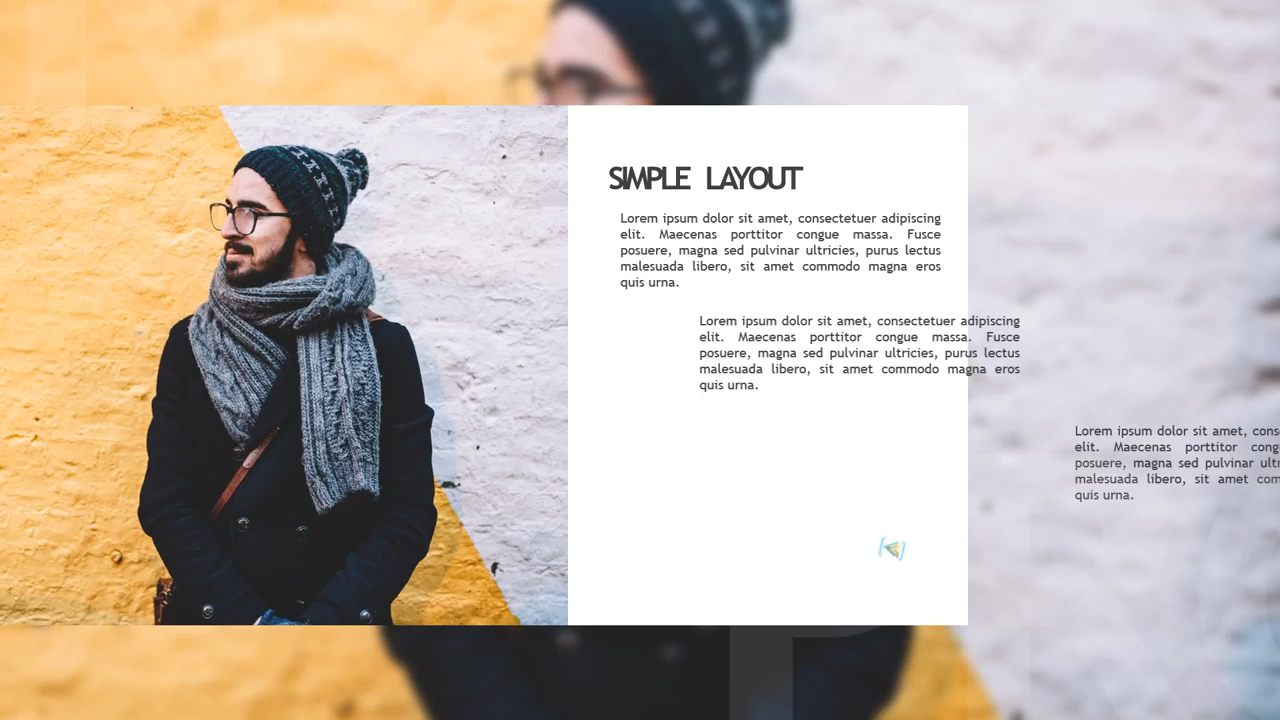 SIMPLE LAYOUT
Lorem ipsum dolor sit amet, consectetuer adipiscing
elit. Maecenas porttitor congue massa. Fusce
posuere, magna sed pulvinar ultricies, purus lectus
malesuada libero, sit amet commodo magna eros
quis urna.
Lorem ipsum dolor sit amet, consectetuer adipiscing
elit. Maecenas porttitor congue massa. Fusce
posuere, magna sed pulvinar ultricies, purus lectus
malesuada libero, sit amet commodo magna eros
quis urna.
Lorem ipsum dolor sit amet,
elit. Maecenas porttitor
posuere, magna sed pulvinar
malesuada libero, sit amet
quis urna.